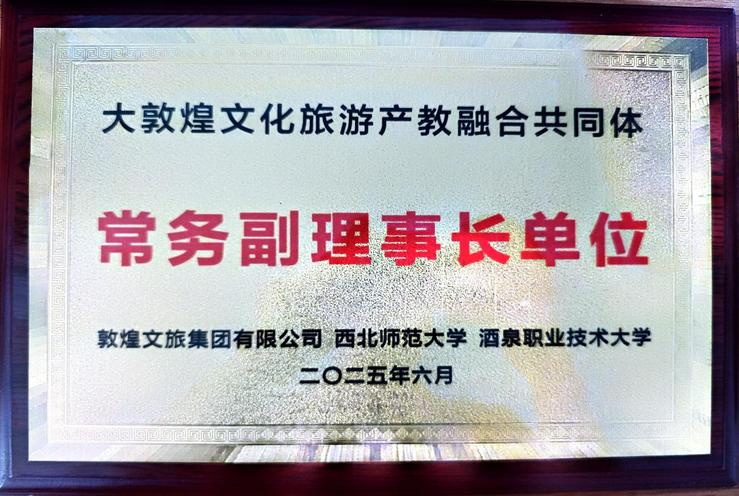 大敦煌文化旅游产教融合共同体
常务副理事长单位
敦煌文旅集团有限公司 西北师范大学 酒泉职业技术大学
二〇二五年六月